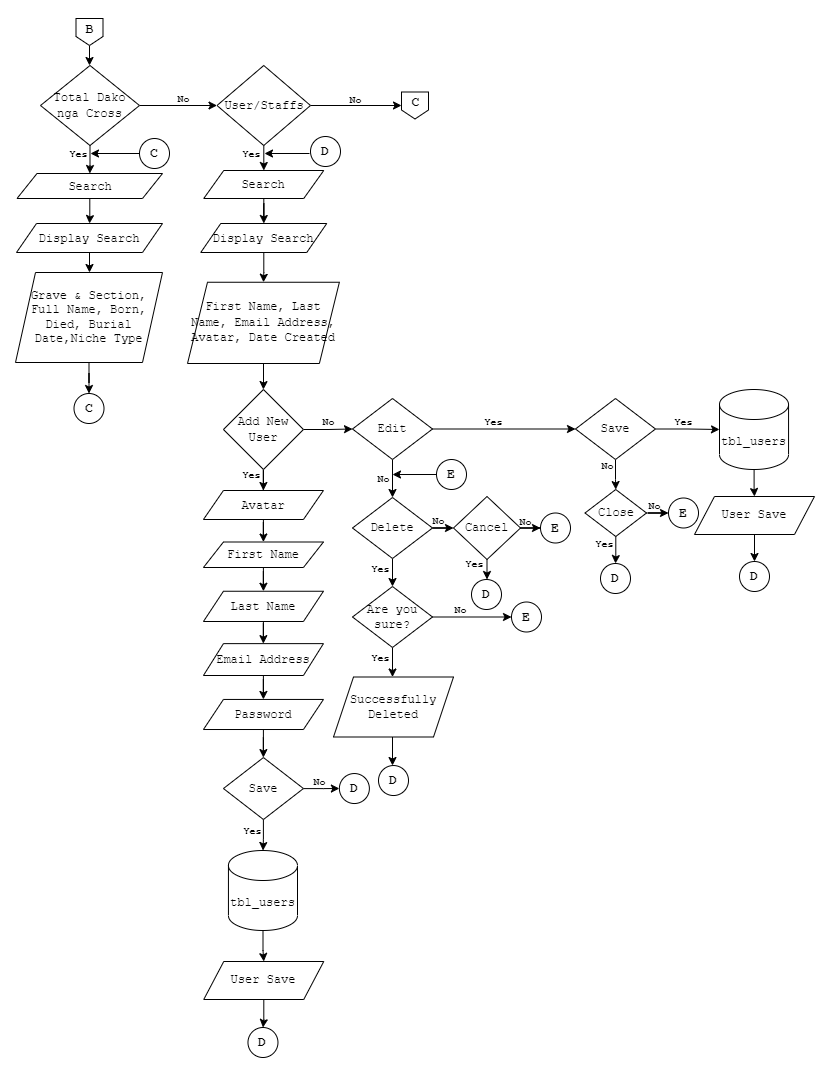 B
Total Dako
nga Cross
No
User/Staffs
No
C
Yes
C
Yes
D
Search
Search
Display Search
Display Search
Grave & Section,
Full Name, Born,
Died, Burial
Date,Niche Type
First Name, Last
Name, Email Address,
Avatar, Date Created
C
Add New
User
No
Edit
Yes
Save
Yes
tbl_users
Yes
No
E
No
Avatar
Delete
No
Cancel
No
E
Close
No
E
User Save
First Name
Yes
Yes
D
Yes
D
D
Last Name
Are you
sure?
No
E
Email Address
Yes
Password
Successfully
Deleted
Save
No
D
D
Yes
tbl_users
User Save
D